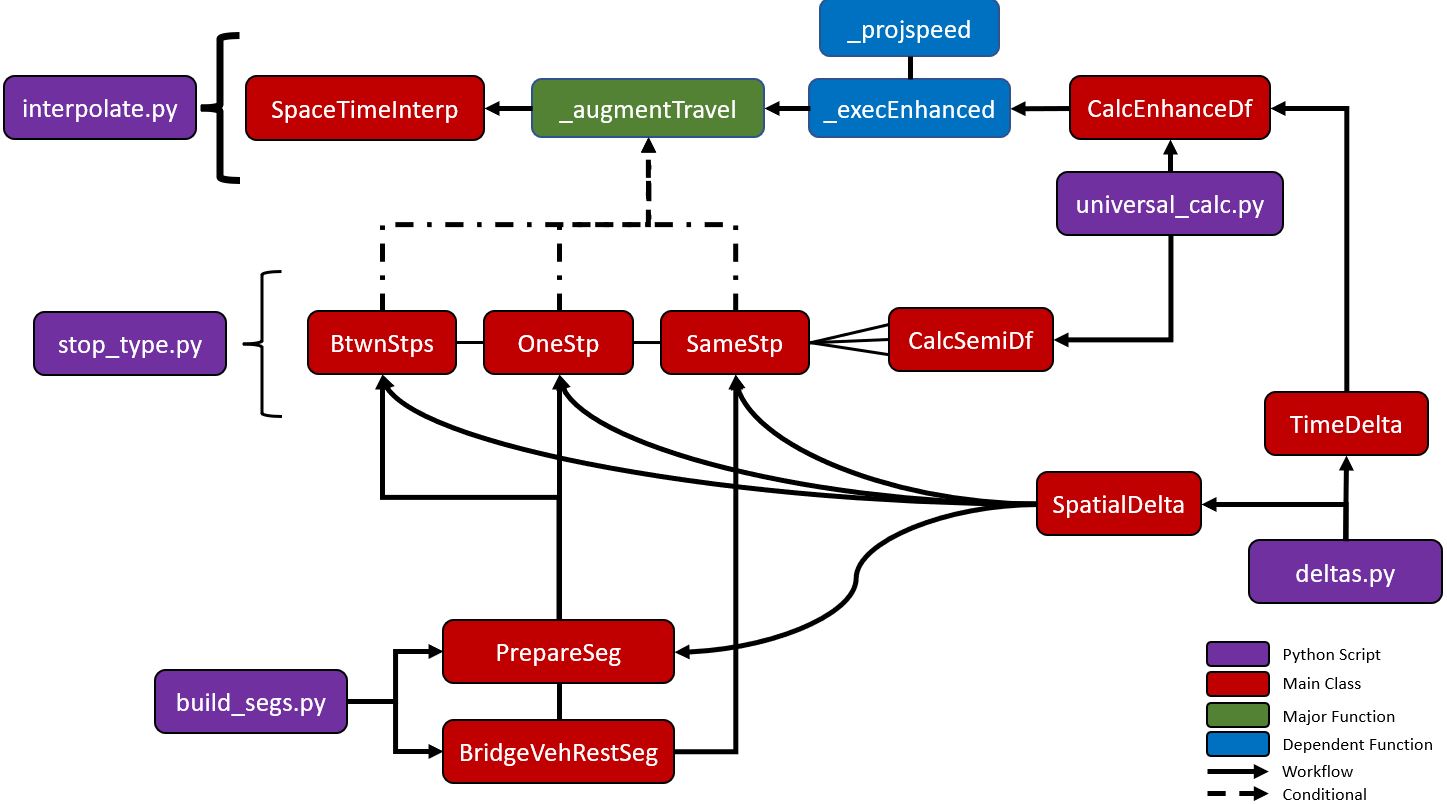 _projspeed
interpolate.py
SpaceTimeInterp
_augmentTravel
_execEnhanced
CalcEnhanceDf
universal_calc.py
stop_type.py
BtwnStps
OneStp
SameStp
CalcSemiDf
TimeDelta
SpatialDelta
deltas.py
PrepareSeg
build_segs.py
BridgeVehRestSeg
Python Script
Main Class
Major Function
Dependent Function
Workflow
Conditional